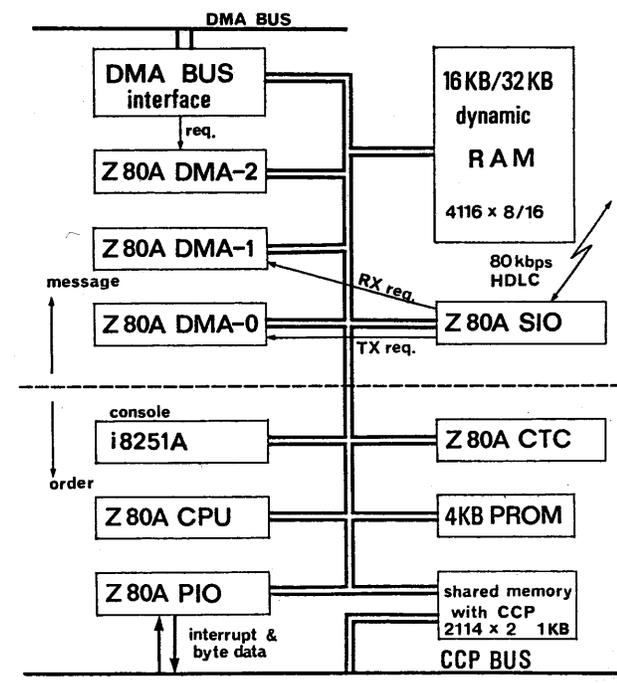 DMA BUS
DMA BUS
interface
req.
Z80A DMA-2
16KB/32KB
dynamic
RAM
4116 x 8/16
Z80A DMA-1
80kbps
HDLC
message
RX req.
Z80A DMA-0
Z80A SIO
TX req.
console
i8251A
Z80A CTC
order
Z80A CPU
4KB PROM
Z80A PIO
shared memory
with CCP
2114 x 2 1KB
interrupt &
byte data
CCP BUS